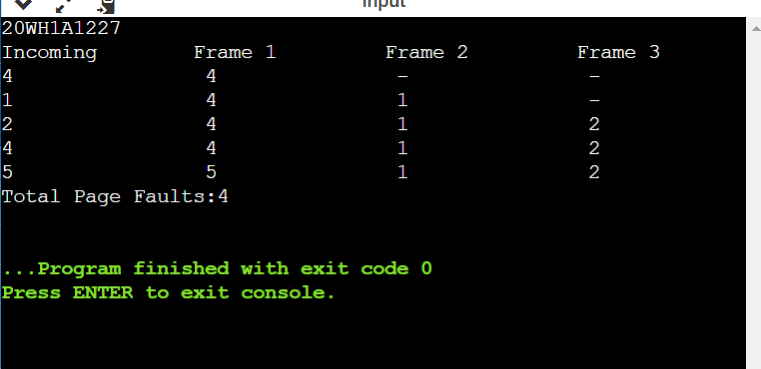 Input
20WH1A1227
Incoming Frame 1 Frame 2 Frame 3
4 4 – –
1 4 1 –
2 4 1 2
4 4 1 2
5 5 1 2
Total Page Faults:4
...Program finished with exit code 0
Press ENTER to exit console.